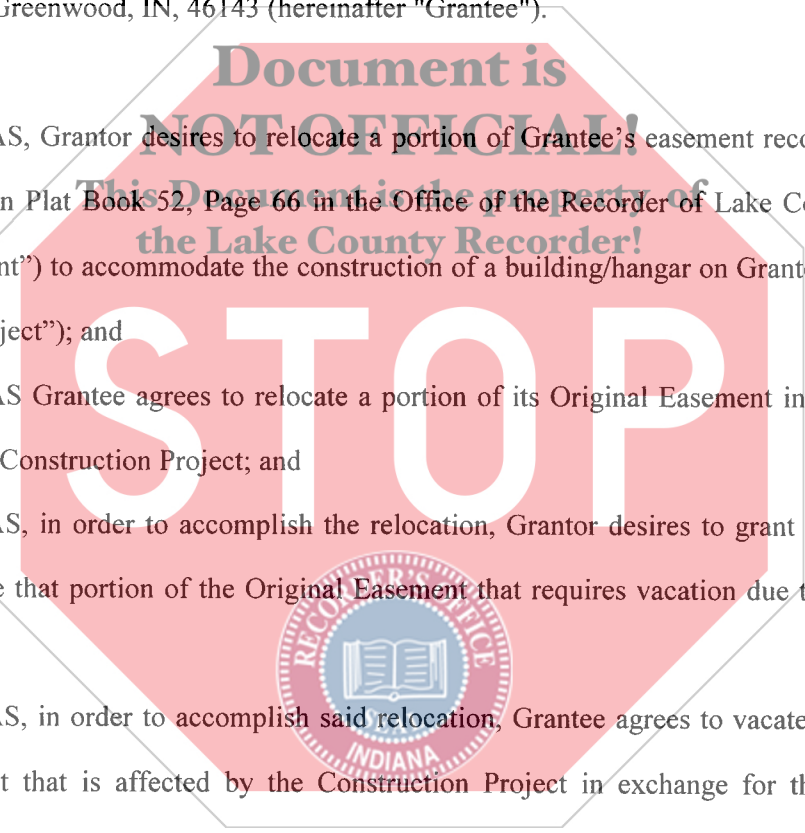 Greenwood, IN, 46143 (hereinafter "Grantee").
Document is
NOT OFFICIAL!
AS, Grantor desires to relocate a portion of Grantee's easement reco
This Document is the property of
n Plat Book 52, Page 66 in the Office of the Recorder of Lake Co
the Lake County Recorder!
nt") to accommodate the construction of a building/hangar on Grant
ject"); and
STOP
AS Grantee agrees to relocate a portion of its Original Easement in
Construction Project; and
AS, in order to accomplish the relocation, Grantor desires to grant
e that portion of the Original Easement that requires vacation due t
RECORDER'S OFFICE
SEAL
INDIANA
AS, in order to accomplish said relocation, Grantee agrees to vacate
t that is affected by the Construction Project in exchange for th